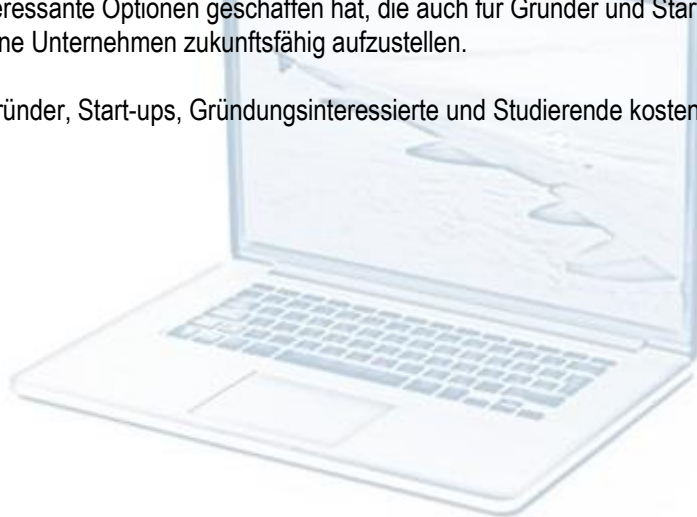 eressante Optionen geschaffen hat, die auch für Gründer und Star
ne Unternehmen zukunftsfähig aufzustellen.
ründer, Start-ups, Gründungsinteressierte und Studierende kosten